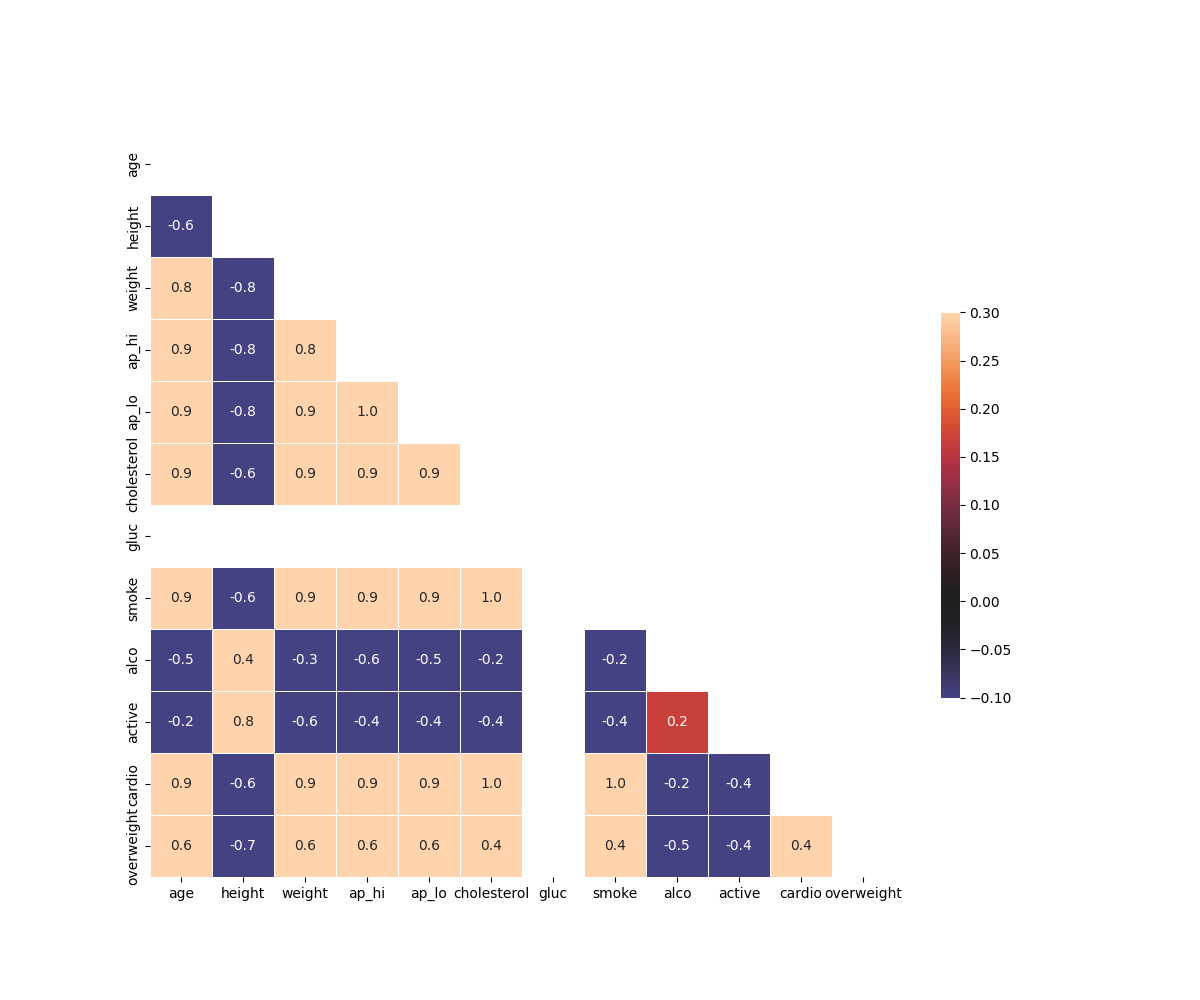 age
height -0.6
weight 0.8 -0.8
ap_hi 0.9 -0.8 0.8
ap_lo 0.9 -0.8 0.9 1.0
cholesterol 0.9 -0.6 0.9 0.9 0.9
gluc
smoke 0.9 -0.6 0.9 0.9 0.9 1.0
alco -0.5 0.4 -0.3 -0.6 -0.5 -0.2 -0.2
active -0.2 0.8 -0.6 -0.4 -0.4 -0.4 -0.4 0.2
cardio 0.9 -0.6 0.9 0.9 0.9 1.0 1.0 -0.2 -0.4
overweight 0.6 -0.7 0.6 0.6 0.6 0.4 0.4 -0.5 -0.4 0.4
age height weight ap_hi ap_lo cholesterol gluc smoke alco active cardio overweight
0.30
0.25
0.20
0.15
0.10
0.05
0.00
−0.05
−0.10